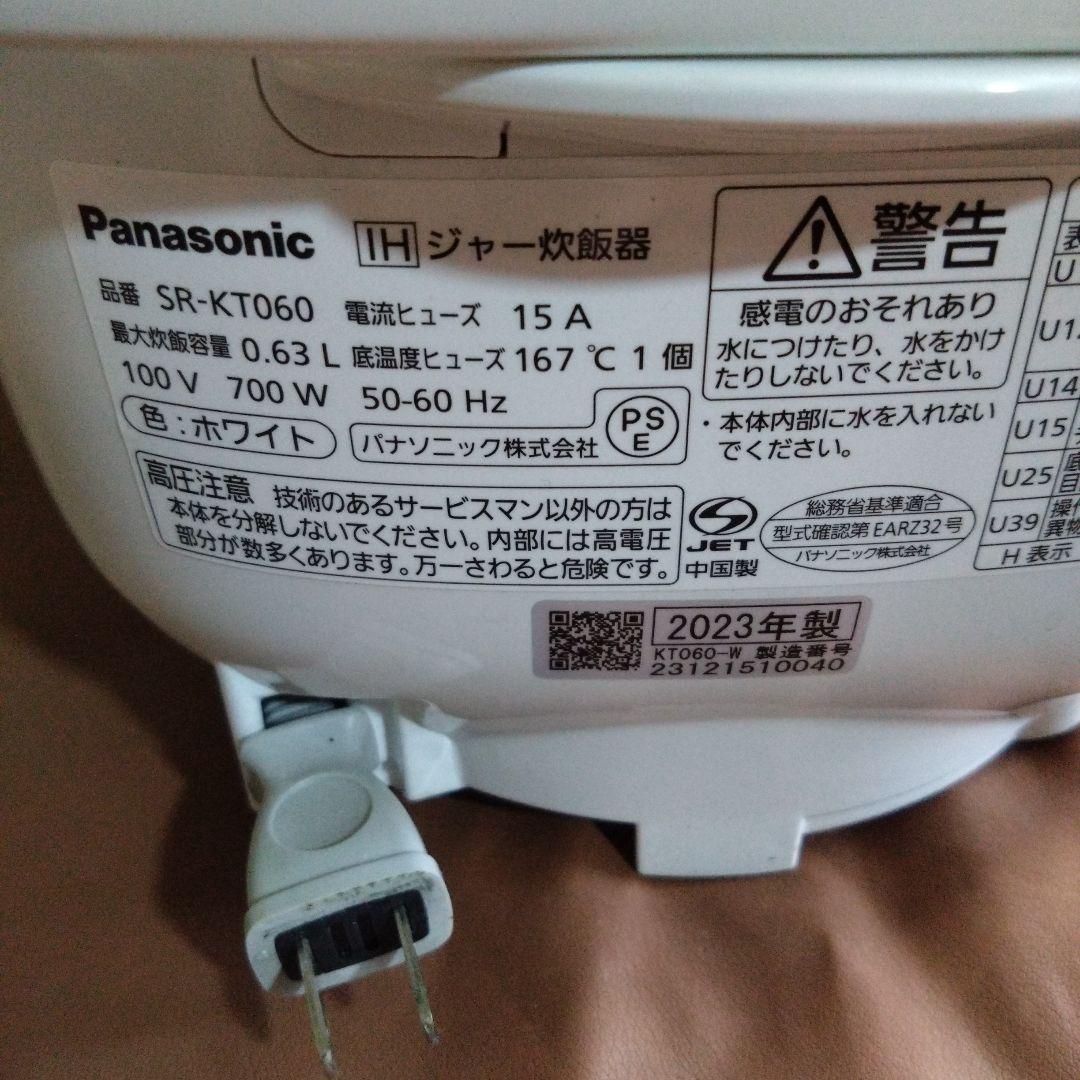 Panasonic IH ジャー炊飯器
品番 SR-KT060 電流ヒューズ 15 A
最大炊飯容量 0.63 L 底温度ヒューズ 167 ℃ 1 個
100 V 700 W 50-60 Hz
色：ホワイト
パナソニック株式会社
PS
E
高圧注意 技術のあるサービスマン以外の方は
本体を分解しないでください。内部には高電圧
部分が数多くあります。万一さわると危険です。
警告
感電のおそれあり
水につけたり、水をかけ
たりしないでください。
・本体内部に水を入れない
でください。
JET
中国製
総務省基準適合
型式確認第 EARZ32 号
パナソニック株式会社
表
U14
U15
U25 底
目
U39 操作
異物
H 表示
2023年製
KT060-W 製造番号
23121510040